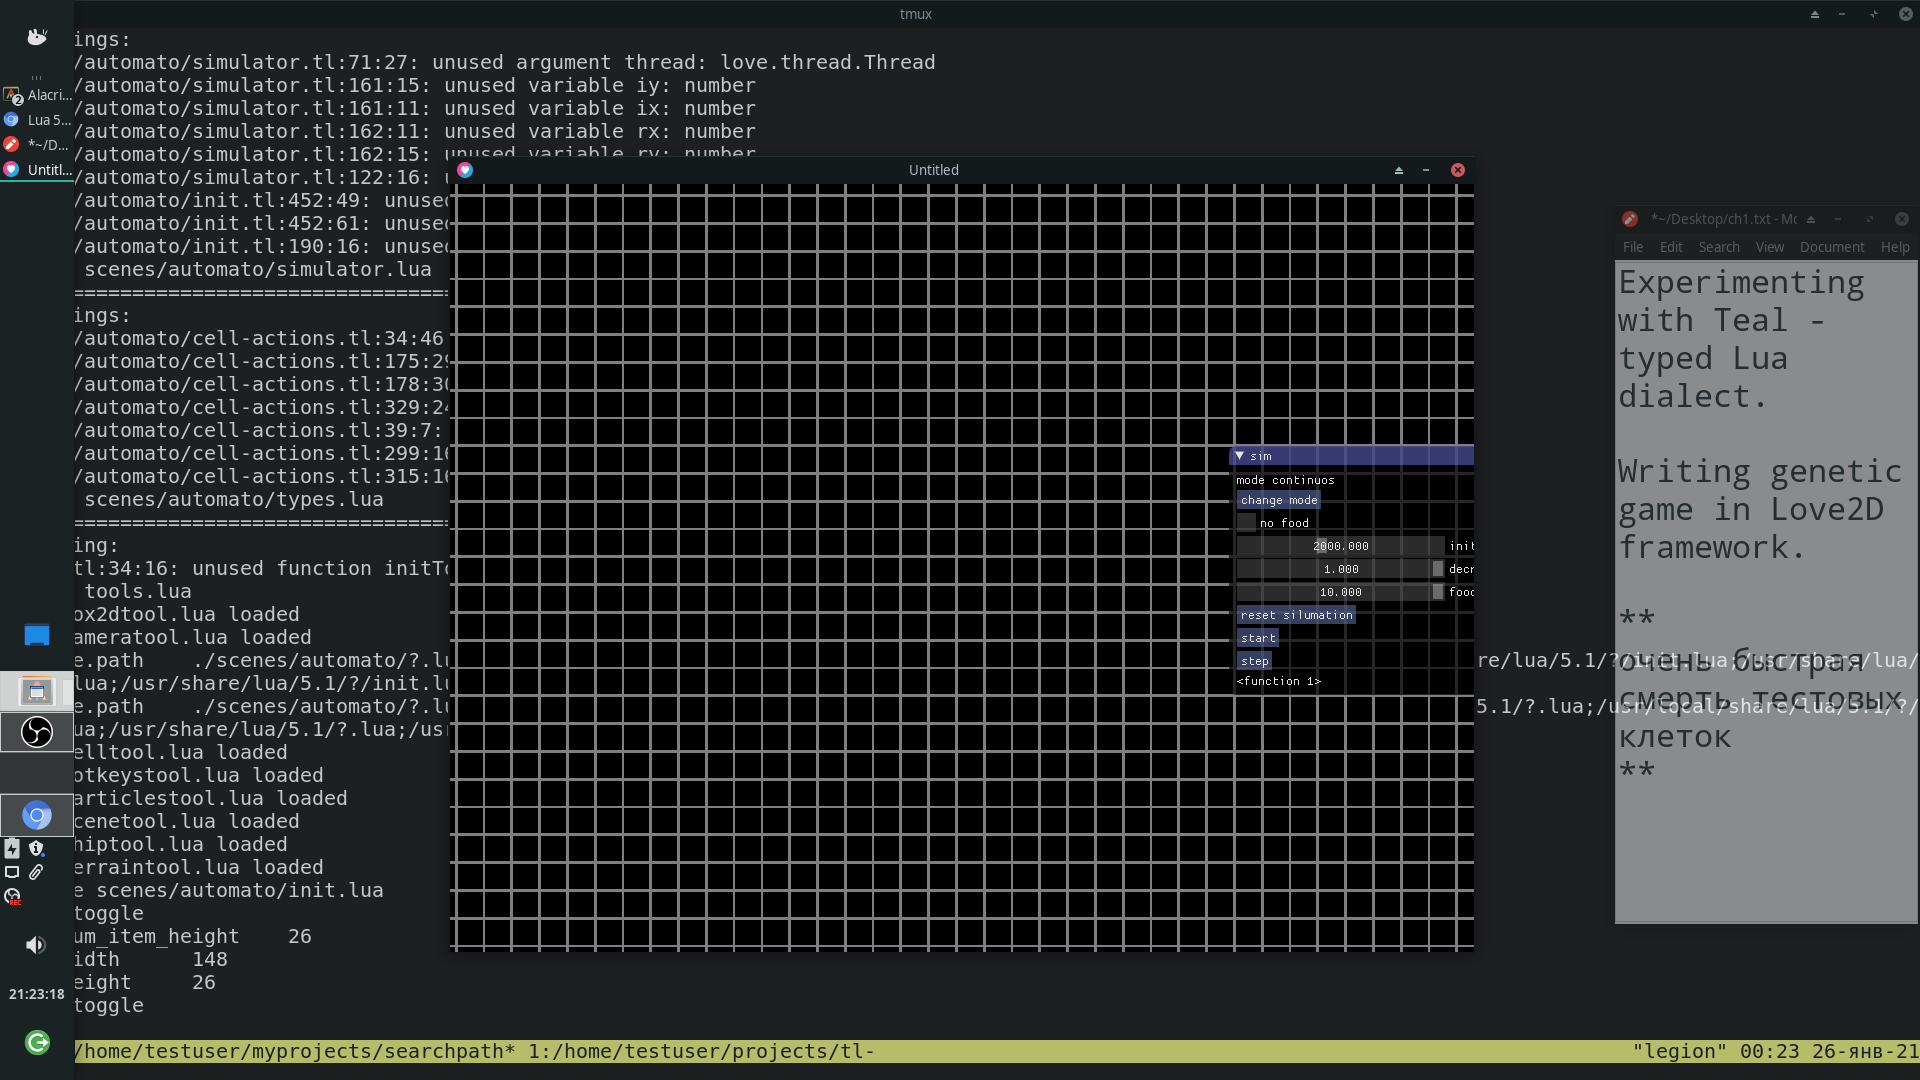 tmux
ings:
/automato/simulator.tl:71:27: unused argument thread: love.thread.Thread
/automato/simulator.tl:161:15: unused variable iy: number
/automato/simulator.tl:161:11: unused variable ix: number
/automato/simulator.tl:162:11: unused variable rx: number
/automato/simulator.tl:162:15: unused variable ry: number
/automato/simulator.tl:122:16:
/automato/init.tl:452:49: unused
/automato/init.tl:452:61: unused
/automato/init.tl:190:16: unused
scenes/automato/simulator.lua
================================
ings:
/automato/cell-actions.tl:34:46
/automato/cell-actions.tl:175:29
/automato/cell-actions.tl:178:30
/automato/cell-actions.tl:329:24
/automato/cell-actions.tl:39:7:
/automato/cell-actions.tl:299:16
/automato/cell-actions.tl:315:16
scenes/automato/types.lua
================================
ing:
tl:34:16: unused function initTo
tools.lua
ox2dtool.lua loaded
ameratool.lua loaded
e.path ./scenes/automato/?.lu re/lua/5.1/?/init.lua;/usr/share/lua/
lua;/usr/share/lua/5.1/?/init.lu
e.path ./scenes/automato/?.lu 5.1/?.lua;/usr/local/share/lua/5.1/?/
ua;/usr/share/lua/5.1/?.lua;/usr
elltool.lua loaded
otkeystool.lua loaded
articlestool.lua loaded
cenetool.lua loaded
hiptool.lua loaded
erraintool.lua loaded
e scenes/automato/init.lua
toggle
um_item_height 26
idth 148
eight 26
toggle
/home/testuser/myprojects/searchpath* 1:/home/testuser/projects/tl- "legion" 00:23 26-янв-21
Alacri...
Lua 5...
*~/D...
Untitl...
REC
21:23:18
Untitled
sim
mode continuos
change mode
no food
2000.000 init
1.000 decr
10.000 food
reset silumation
start
step
<function 1>
*~/Desktop/ch1.txt - Mo
File Edit Search View Document Help
Experimenting
with Teal -
typed Lua
dialect.
Writing genetic
game in Love2D
framework.
**
очень быстрая
смерть тестовых
клеток
**